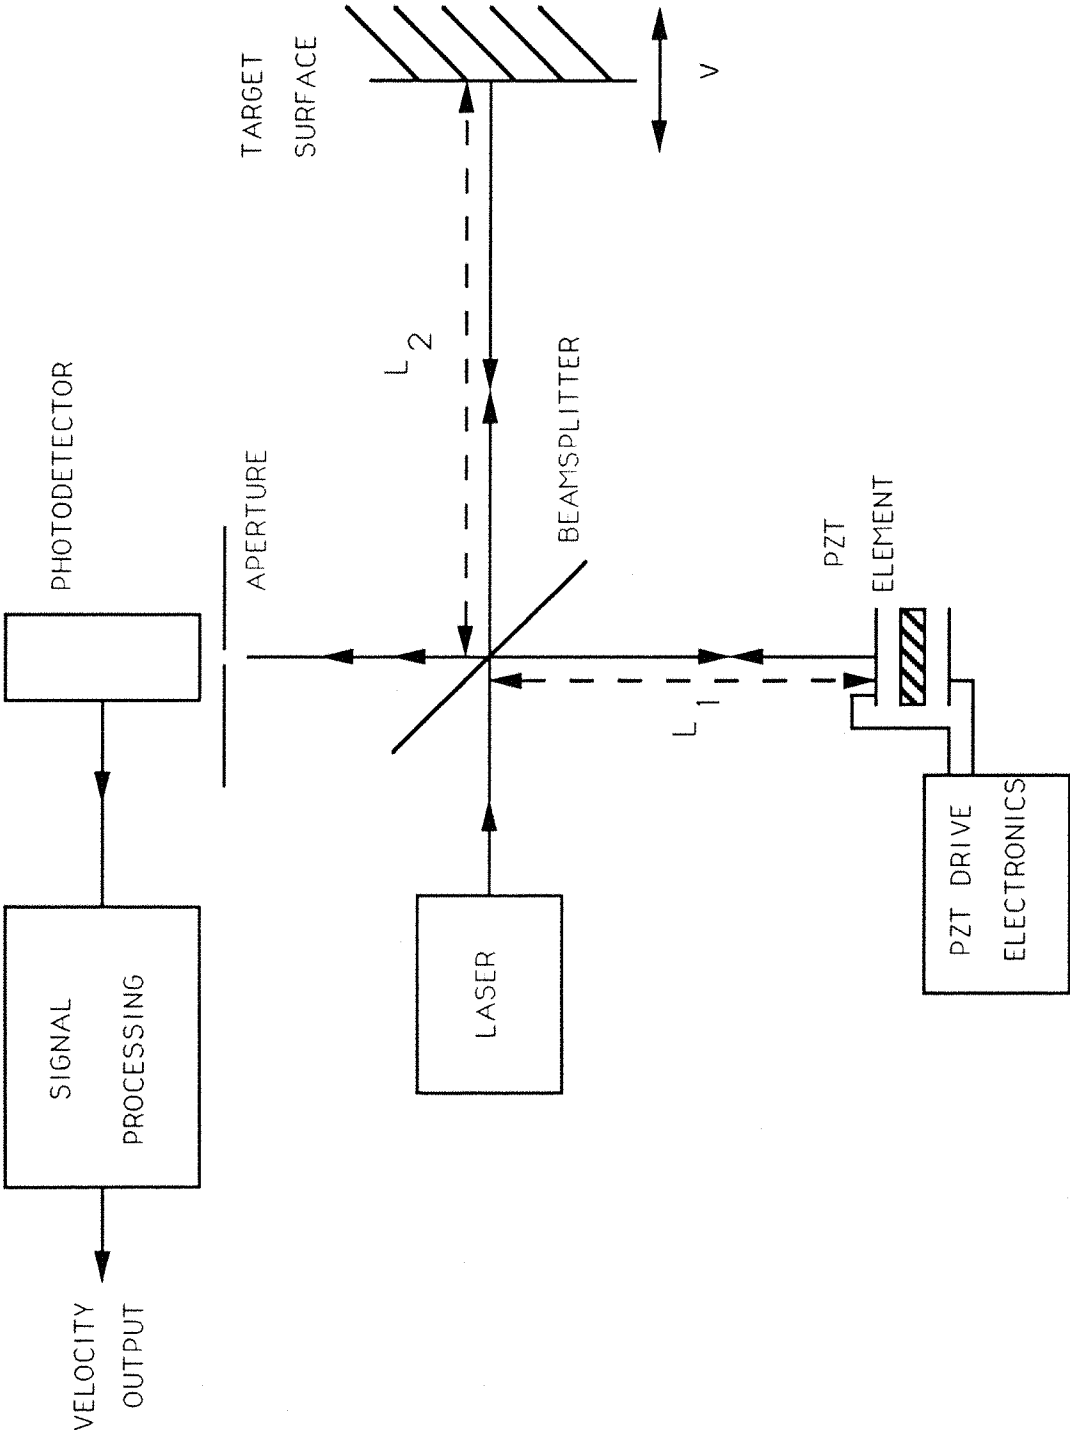 TARGET
SURFACE
V
L 2
PHOTODETECTOR
APERTURE
BEAMSPLITTER
PZT
ELEMENT
L 1
SIGNAL
PROCESSING
LASER
PZT DRIVE
ELECTRONICS
VELOCITY
OUTPUT